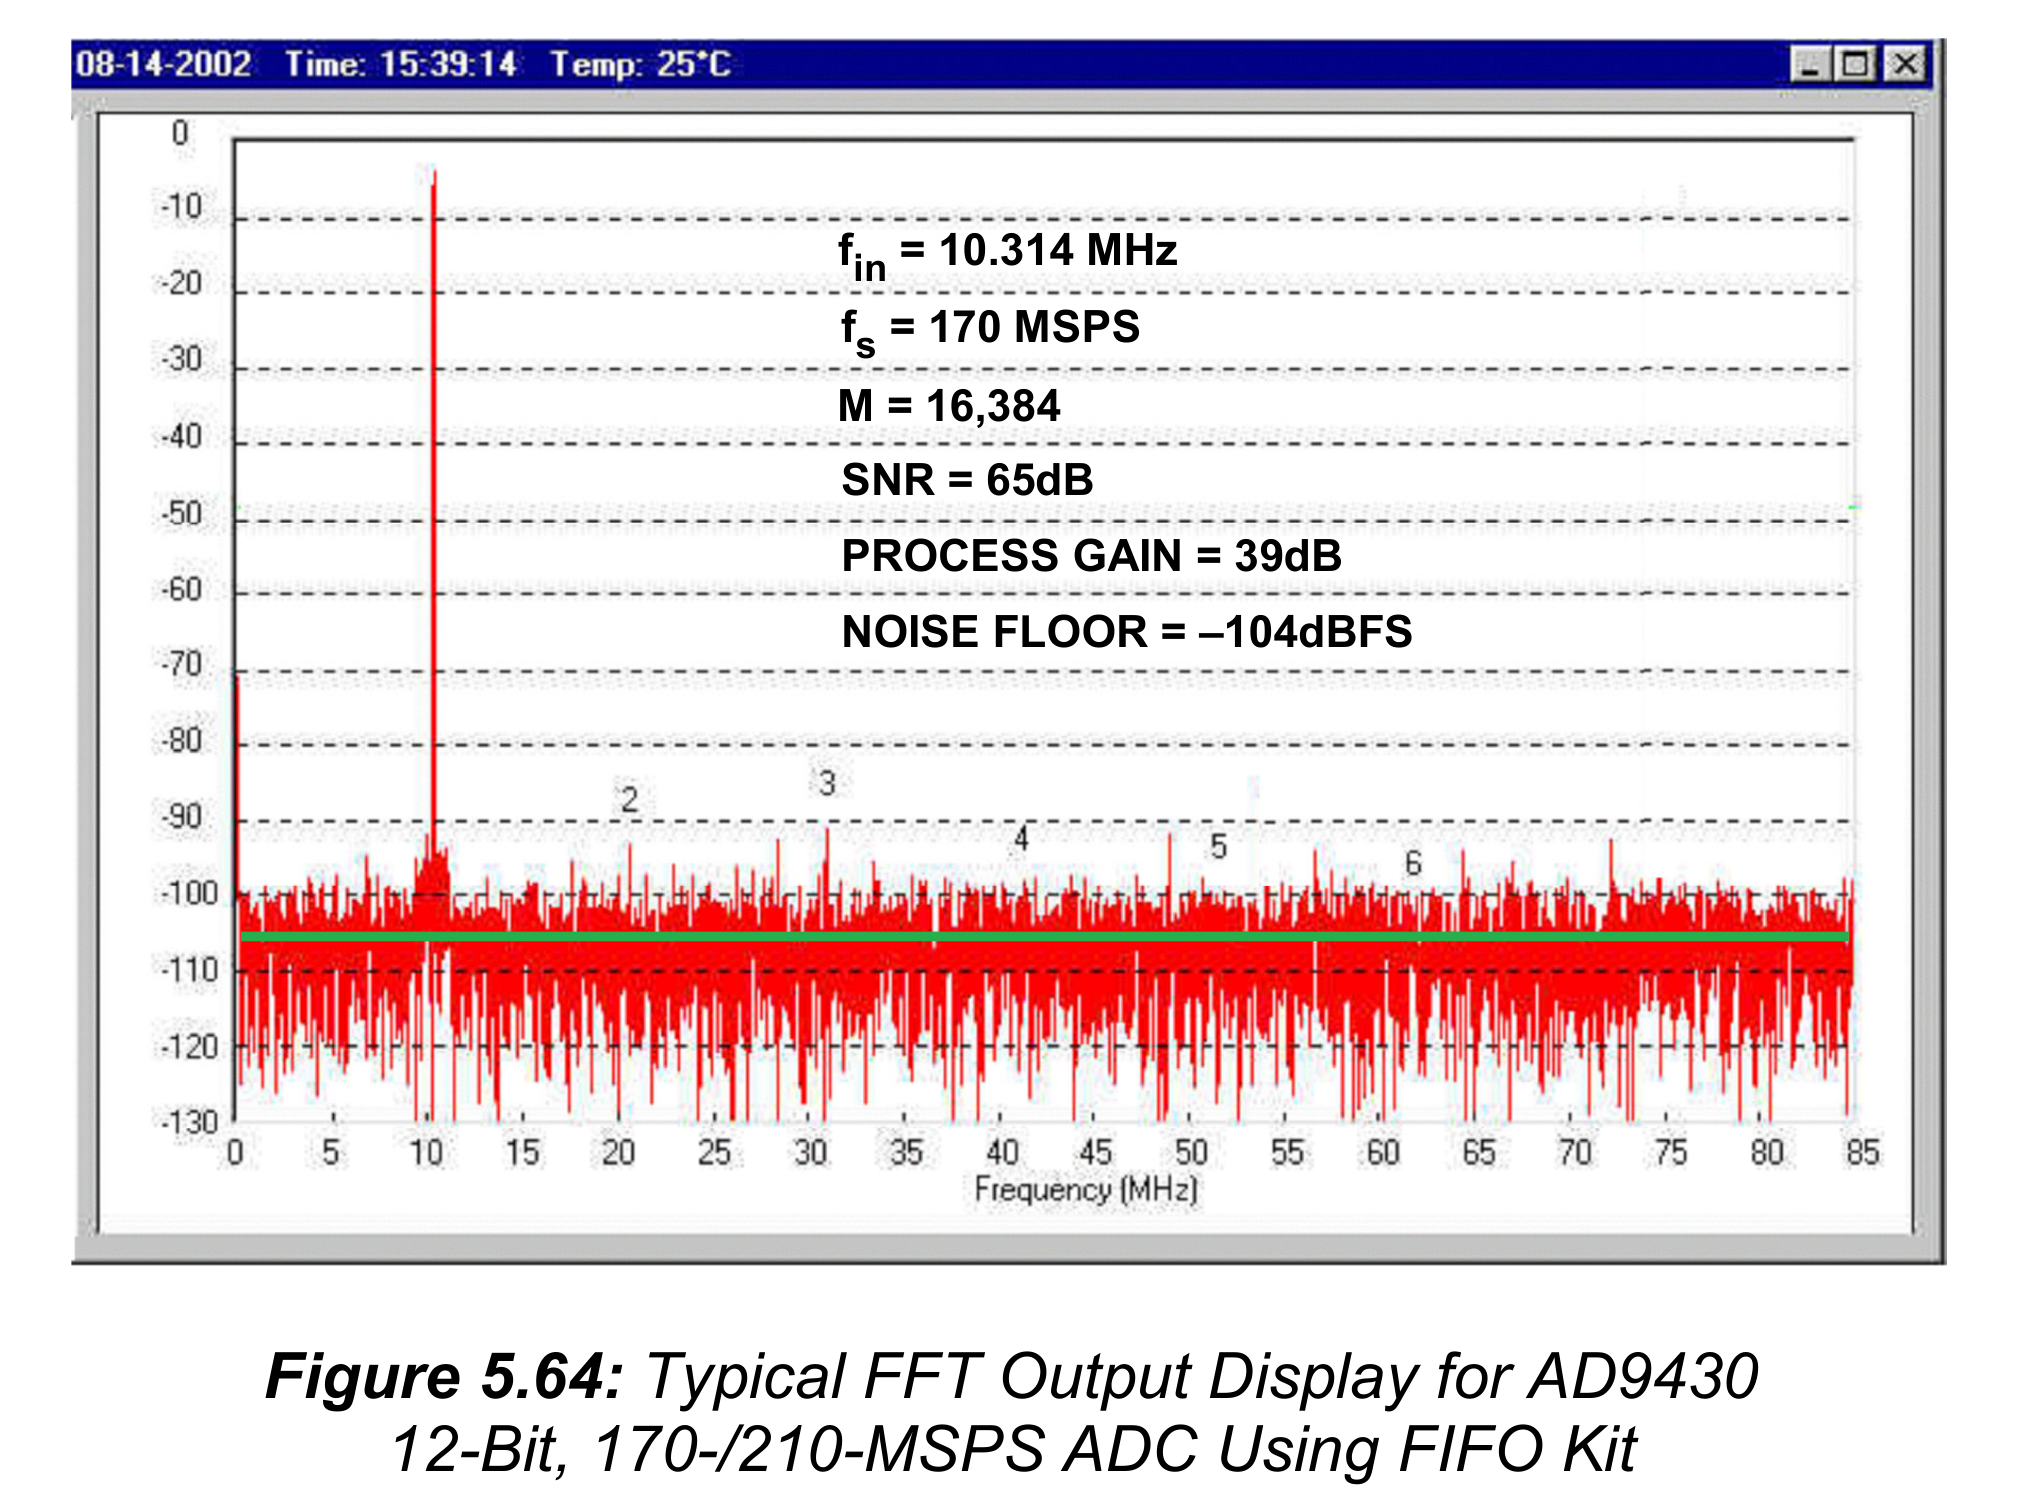 08-14-2002 Time: 15:39:14 Temp: 25°C
0
-10
-20
-30
-40
-50
-60
-70
-80
-90
-100
-110
-120
-130
fin = 10.314 MHz
fs = 170 MSPS
M = 16,384
SNR = 65dB
PROCESS GAIN = 39dB
NOISE FLOOR = –104dBFS
2
3
4
5
6
0 5 10 15 20 25 30 35 40 45 50 55 60 65 70 75 80 85
Frequency (MHz)
Figure 5.64: Typical FFT Output Display for AD9430
12-Bit, 170-/210-MSPS ADC Using FIFO Kit